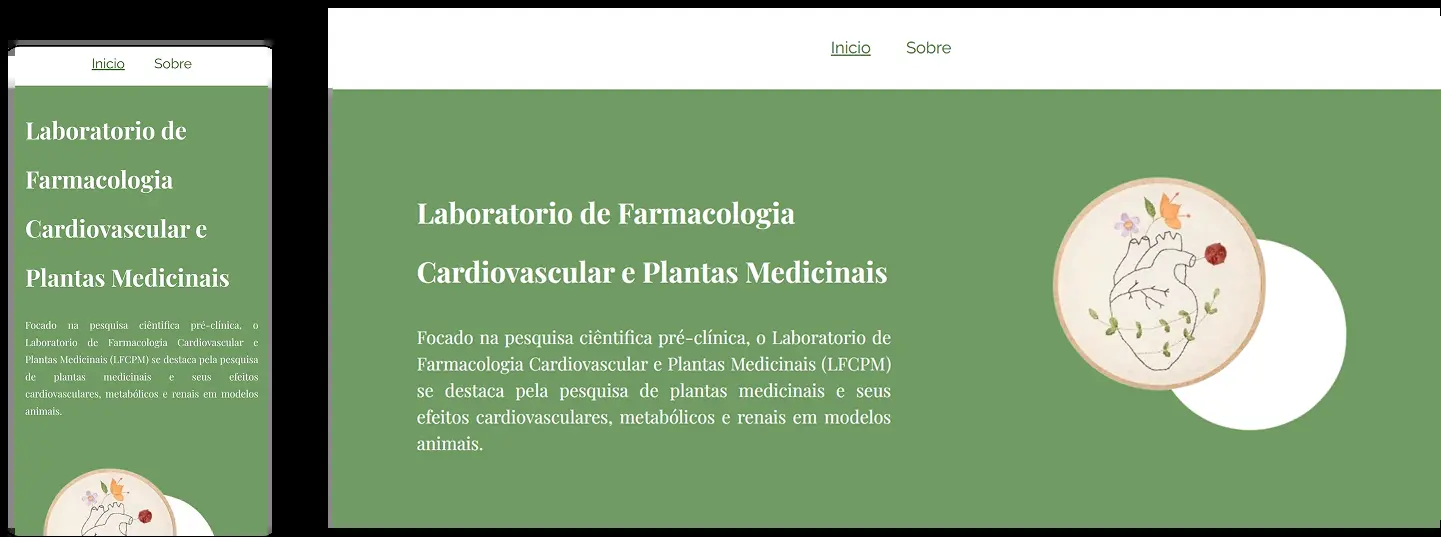 Inicio Sobre
Laboratorio de
Farmacologia
Cardiovascular e
Plantas Medicinais
Focado na pesquisa ciêntifica pré-clínica, o
Laboratorio de Farmacologia Cardiovascular e
Plantas Medicinais (LFCPM) se destaca pela pesquisa
de plantas medicinais e seus efeitos
cardiovasculares, metabólicos e renais em modelos
animais.
Inicio Sobre
Laboratorio de Farmacologia
Cardiovascular e Plantas Medicinais
Focado na pesquisa ciêntifica pré-clínica, o Laboratorio de
Farmacologia Cardiovascular e Plantas Medicinais (LFCPM)
se destaca pela pesquisa de plantas medicinais e seus
efeitos cardiovasculares, metabólicos e renais em modelos
animais.